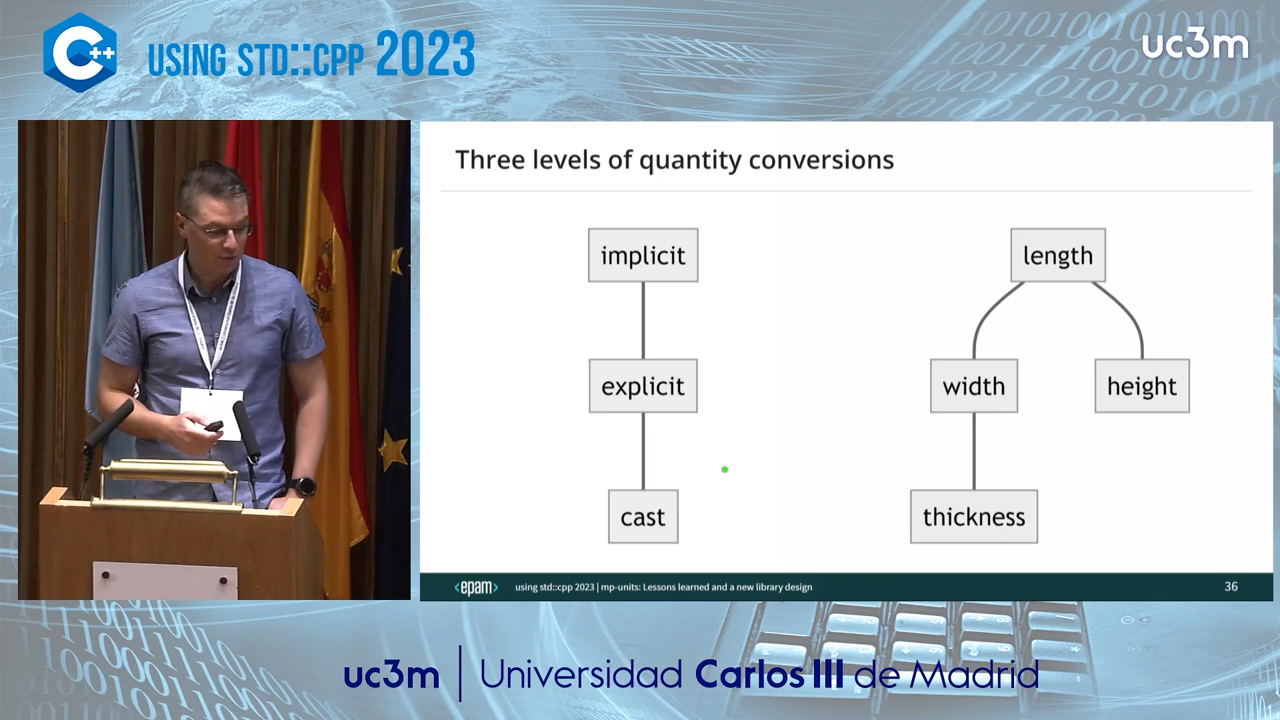 C++
USING STD::CPP 2023
uc3m
Three levels of quantity conversions
implicit
length
explicit
width
height
cast
thickness
<epam>
using std::cpp 2023 | mp-units: Lessons learned and a new library design
36
uc3m | Universidad Carlos III de Madrid